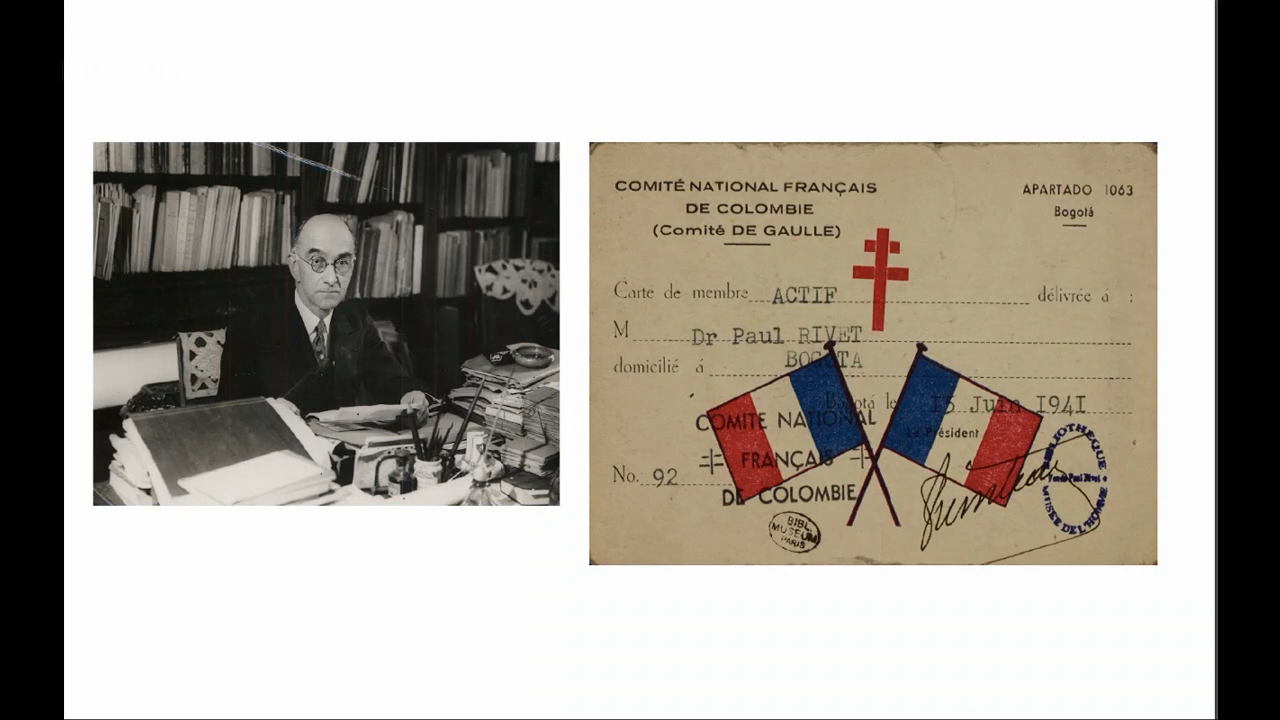 COMITÉ NATIONAL FRANÇAIS
DE COLOMBIE
(Comité DE GAULLE)
APARTADO 1063
Bogotá
Carte de membre ACTIF délivrée á :
M Dr Paul RIVET
domicilié á BOGOTA
Bogotá le 15 Juin 1941
Le Président
COMITE NATIONAL
FRANÇAIS
DE COLOMBIE
No. 92
BIBL.
MUSEUM
PARIS
BIBLIOTHÈQUE
MUSÉE DE L'HOMME